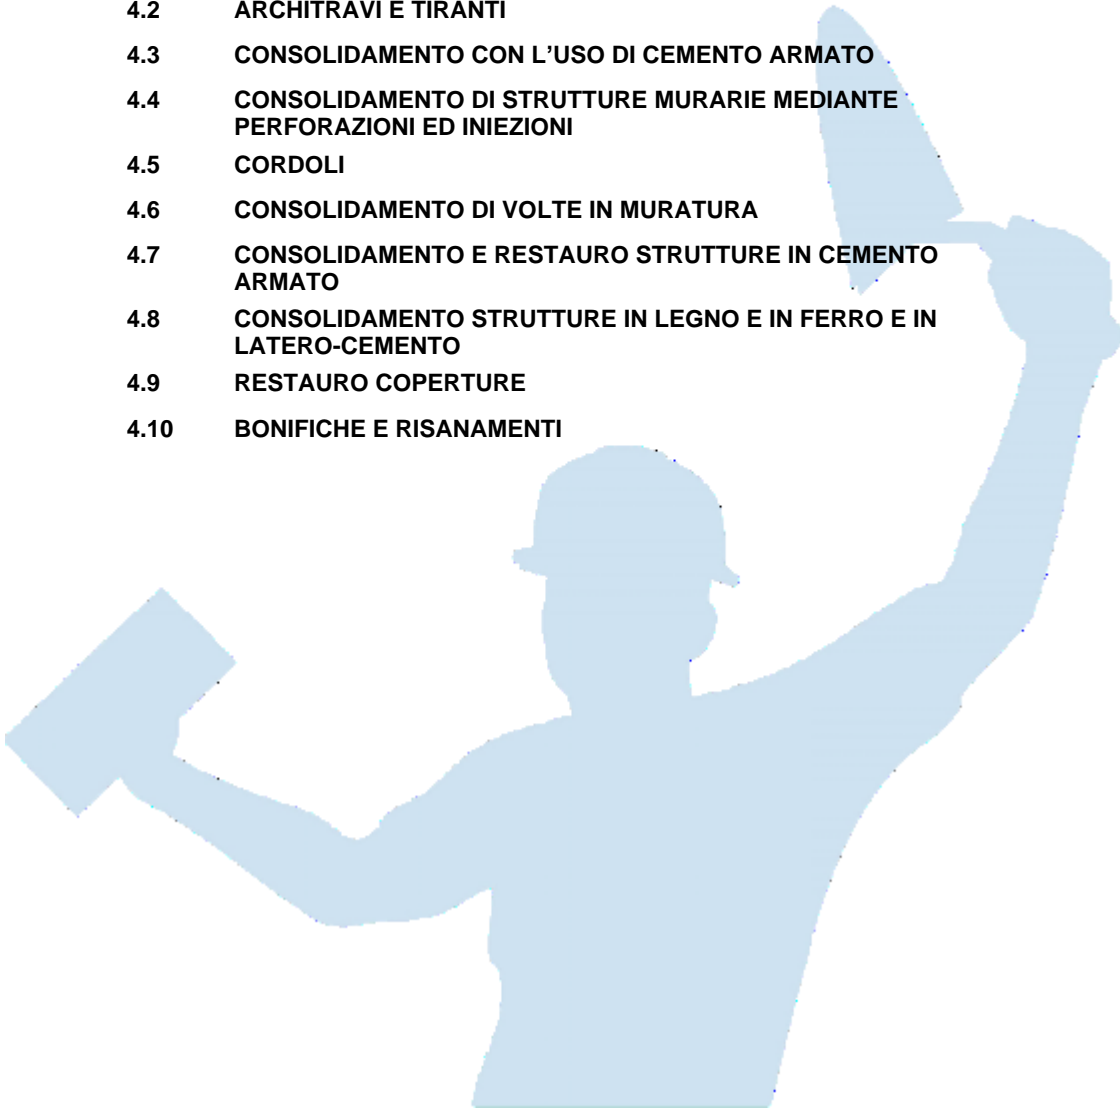 4.2 ARCHITRAVI E TIRANTI
4.3 CONSOLIDAMENTO CON L’USO DI CEMENTO ARMATO
4.4 CONSOLIDAMENTO DI STRUTTURE MURARIE MEDIANTE
PERFORAZIONI ED INIEZIONI
4.5 CORDOLI
4.6 CONSOLIDAMENTO DI VOLTE IN MURATURA
4.7 CONSOLIDAMENTO E RESTAURO STRUTTURE IN CEMENTO
ARMATO
4.8 CONSOLIDAMENTO STRUTTURE IN LEGNO E IN FERRO E IN
LATERO-CEMENTO
4.9 RESTAURO COPERTURE
4.10 BONIFICHE E RISANAMENTI